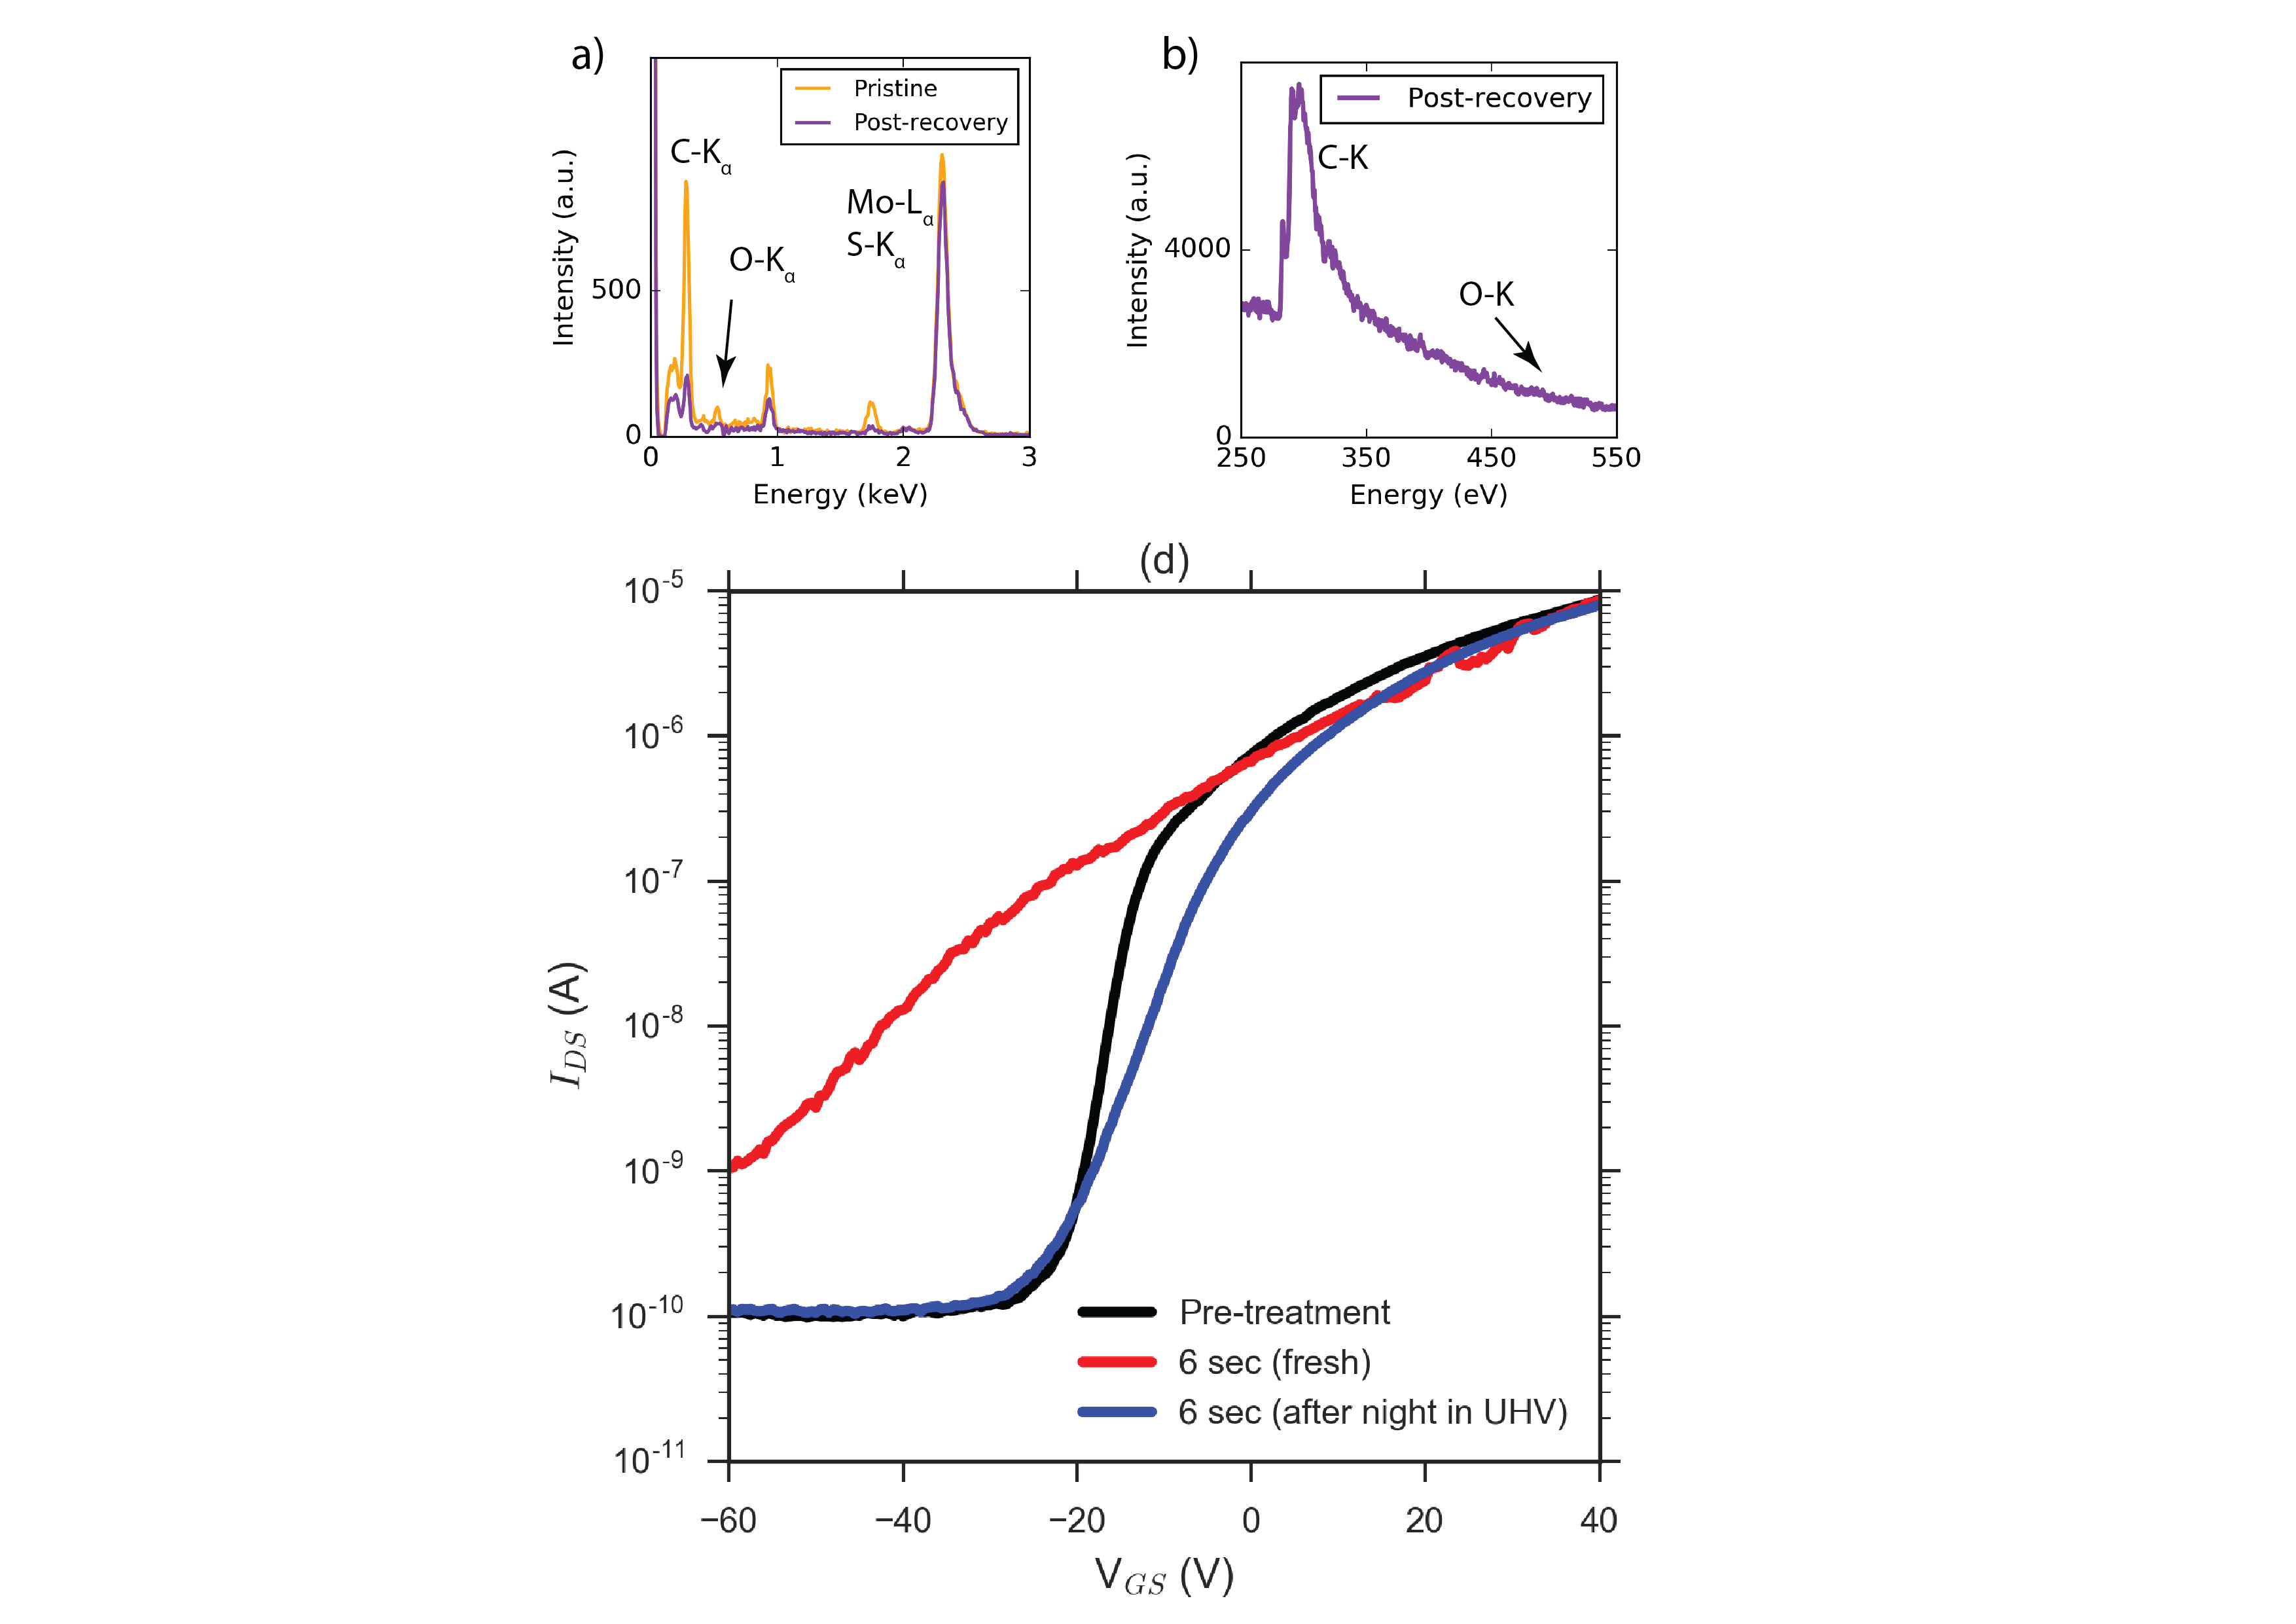 a)
Pristine
Post-recovery
C-Kα
O-Kα
Mo-Lα
S-Kα
Intensity (a.u.)
500
0
0 1 2 3
Energy (keV)
b)
Post-recovery
C-K
O-K
Intensity (a.u.)
4000
0
250 350 450 550
Energy (eV)
(d)
10-5
10-6
10-7
10-8
10-9
10-10
10-11
IDS (A)
Pre-treatment
6 sec (fresh)
6 sec (after night in UHV)
−60 −40 −20 0 20 40
VGS (V)